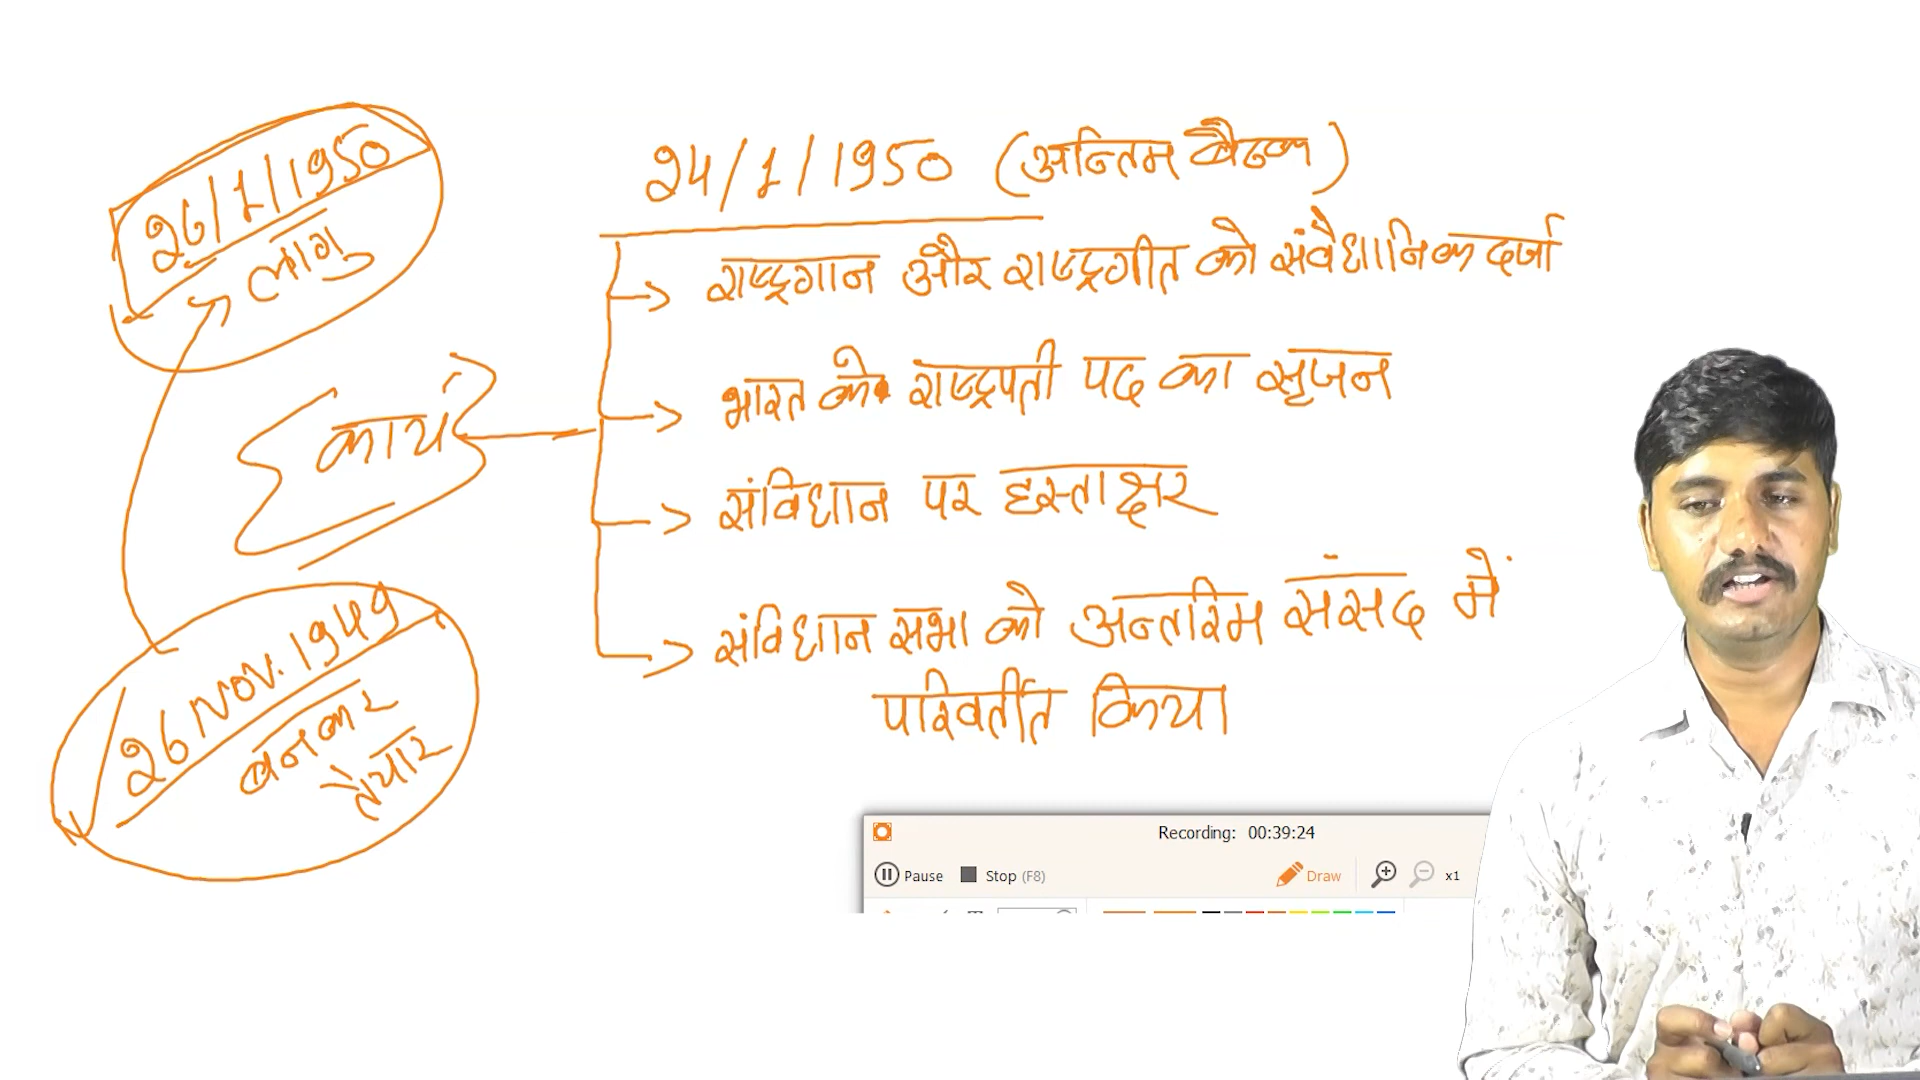 26/1/1950
लागु
24/1/1950 (अन्तिम बैठक)
राष्ट्रगान और राष्ट्रगीत को संवैधानिक दर्जा
भारत के राष्ट्रपती पद का सृजन
कार्य
संविधान पर हस्ताक्षर
संविधान सभा को अन्तरिम संसद में
परिवर्तीत किया
26 NOV. 1949
बनकर
तैयार
Recording: 00:39:24
Pause Stop (F8) Draw x1